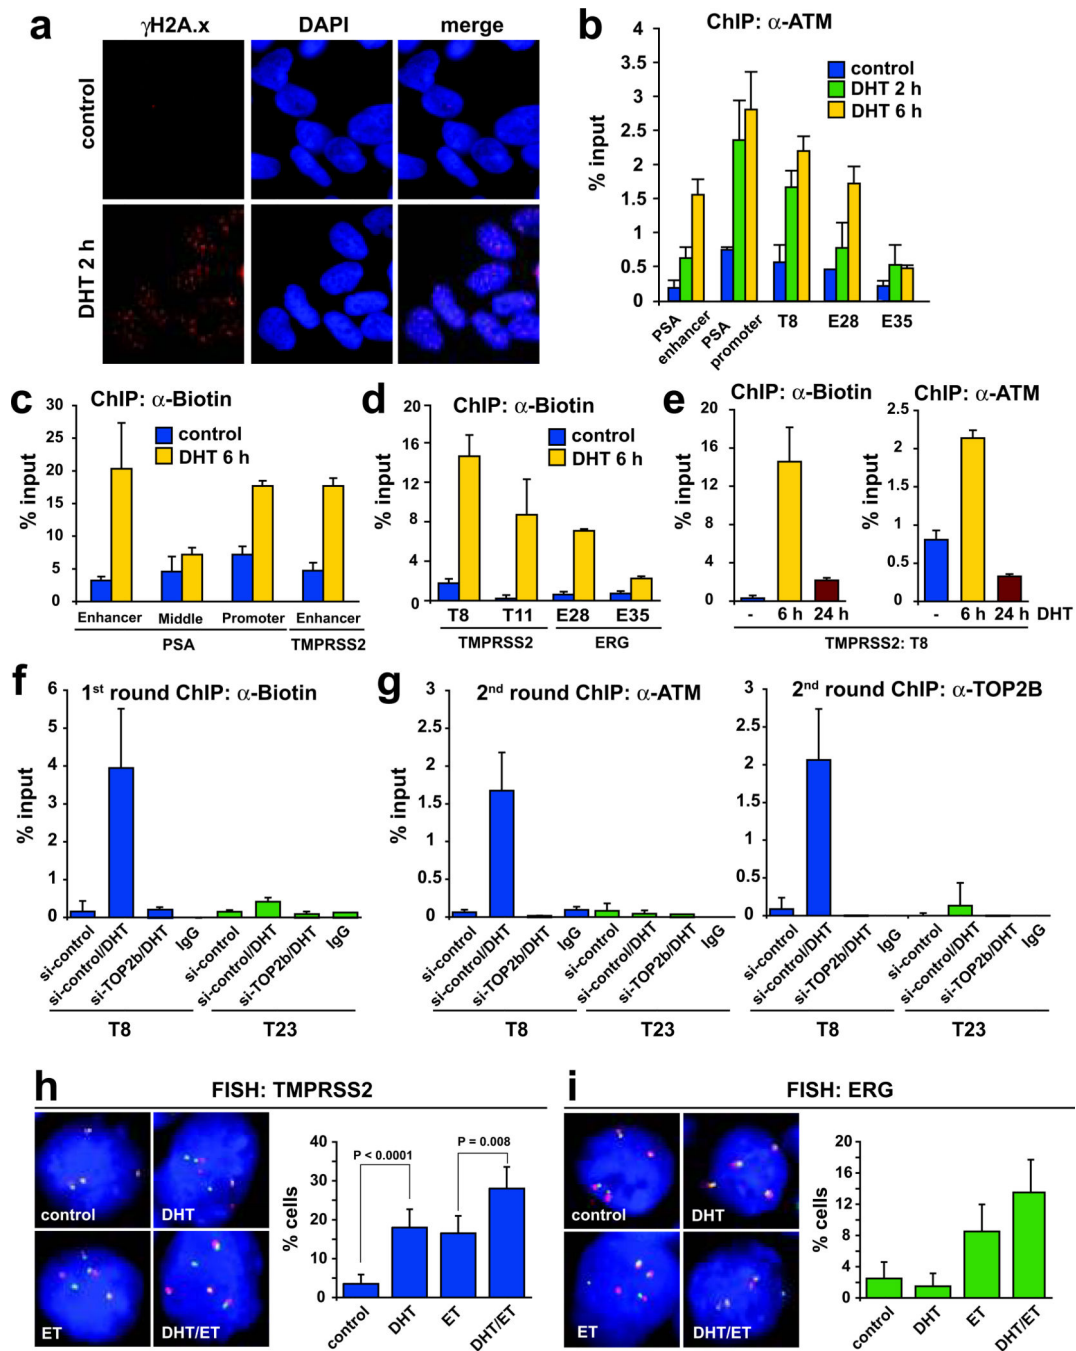 a
γH2A.x DAPI merge
control
DHT 2 h
b
ChIP: α-ATM
control
DHT 2 h
DHT 6 h
% input
4
3.5
3
2.5
2
1.5
1
0.5
0
PSA enhancer
PSA promoter
T8 E28 E35
c
ChIP: α-Biotin
control
DHT 6 h
% input
30
25
20
15
10
5
0
Enhancer Middle Promoter Enhancer
PSA TMPRSS2
d
ChIP: α-Biotin
control
DHT 6 h
% input
20
16
12
8
4
0
T8 T11 E28 E35
TMPRSS2 ERG
e
ChIP: α-Biotin
% input
20
16
12
8
4
0
- 6 h 24 h
ChIP: α-ATM
2.5
2
1.5
1
0.5
0
- 6 h 24 h DHT
TMPRSS2: T8
f
1st round ChIP: α-Biotin
% input
6
5
4
3
2
1
0
si-control
si-control/DHT
si-TOP2b/DHT
IgG
si-control
si-control/DHT
si-TOP2b/DHT
IgG
T8 T23
g
2nd round ChIP: α-ATM
% input
3
2.5
2
1.5
1
0.5
0
si-control
si-control/DHT
si-TOP2b/DHT
IgG
si-control
si-control/DHT
si-TOP2b/DHT
IgG
T8 T23
2nd round ChIP: α-TOP2B
3
2.5
2
1.5
1
0.5
0
si-control
si-control/DHT
si-TOP2b/DHT
IgG
si-control
si-control/DHT
si-TOP2b/DHT
IgG
T8 T23
h
FISH: TMPRSS2
control DHT
ET DHT/ET
% cells
40
30
20
10
0
P < 0.0001
P = 0.008
control
DHT
ET
DHT/ET
i
FISH: ERG
control DHT
ET DHT/ET
% cells
20
16
12
8
4
0
control
DHT
ET
DHT/ET